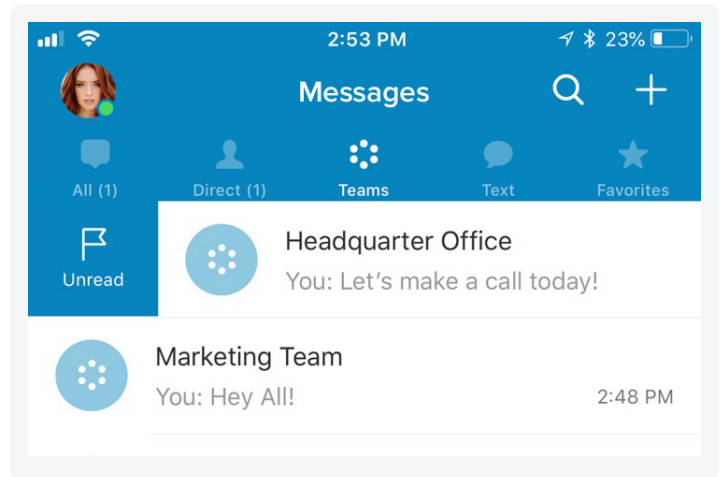 2:53 PM 23%
Messages
All (1) Direct (1) Teams Text Favorites
Unread
Headquarter Office
You: Let's make a call today!
Marketing Team
You: Hey All!
2:48 PM